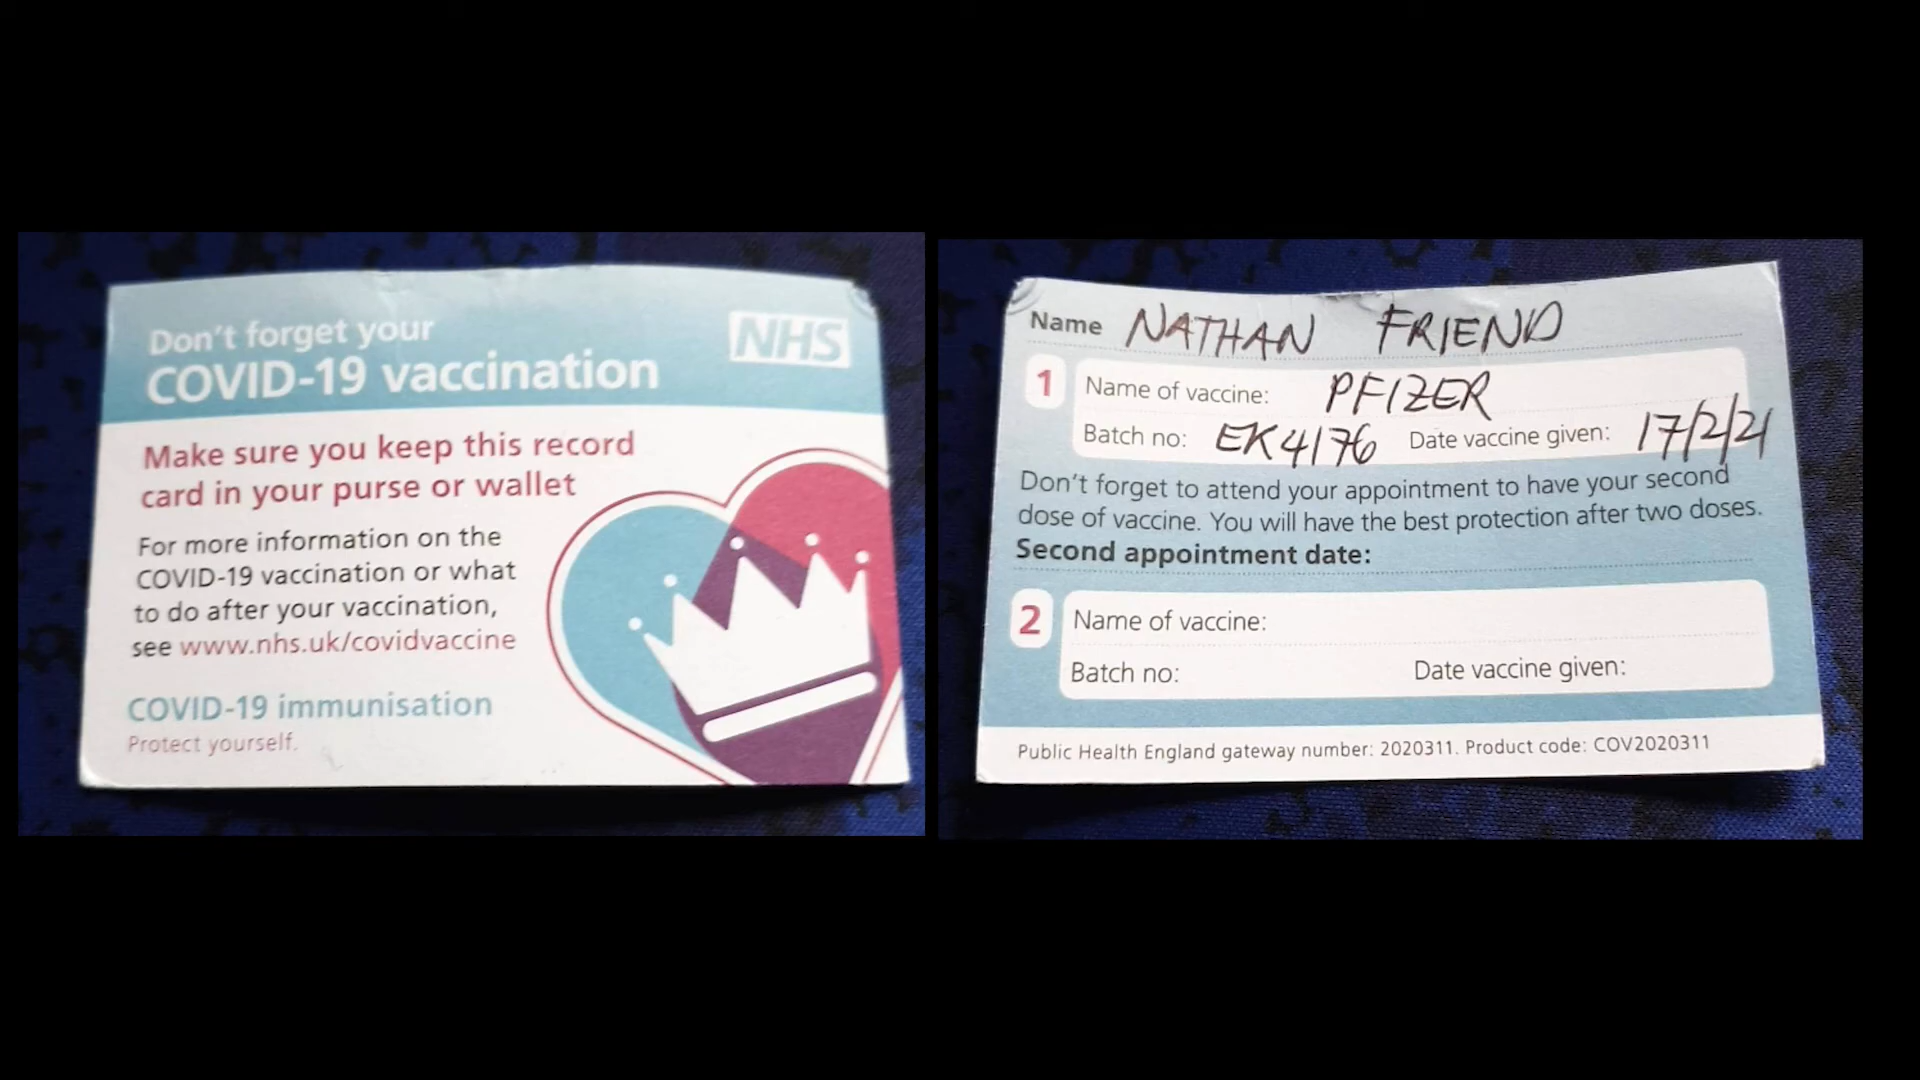 Don't forget your
COVID-19 vaccination
NHS
Make sure you keep this record
card in your purse or wallet
For more information on the
COVID-19 vaccination or what
to do after your vaccination,
see www.nhs.uk/covidvaccine
COVID-19 immunisation
Protect yourself.
Name NATHAN FRIEND
1 Name of vaccine: PFIZER
Batch no: EK4176 Date vaccine given: 17/2/21
Don't forget to attend your appointment to have your second
dose of vaccine. You will have the best protection after two doses.
Second appointment date:
2 Name of vaccine:
Batch no: Date vaccine given:
Public Health England gateway number: 2020311. Product code: COV2020311